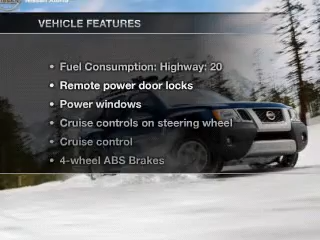 VEHICLE FEATURES
• Fuel Consumption: Highway: 20
• Remote power door locks
• Power windows
• Cruise controls on steering wheel
• Cruise control
• 4-wheel ABS Brakes